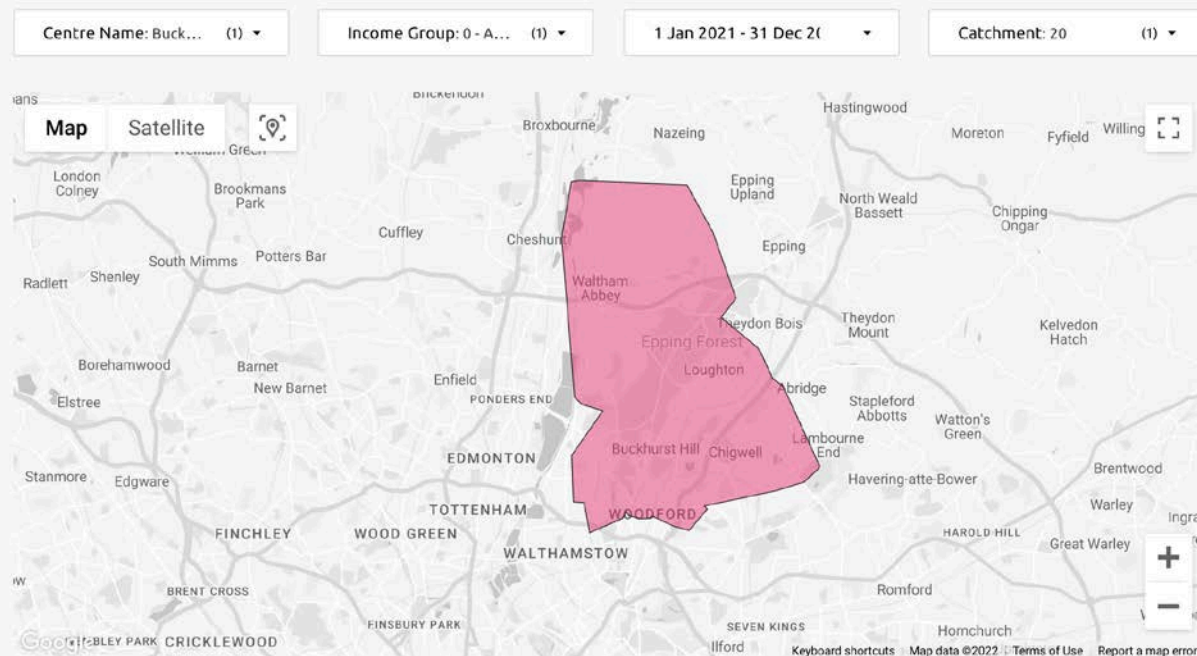 Centre Name: Buck... (1)
Income Group: 0 - A... (1)
1 Jan 2021 - 31 Dec 20
Catchment: 20 (1)
Map
Satellite
Broxbourne
Nazeing
Hastingwood
Moreton
Fyfield
Willing
London
Colney
Brookmans
Park
Epping
Upland
North Weald
Bassett
Chipping
Ongar
Cuffley
Cheshunt
Epping
South Mimms
Potters Bar
Radlett
Shenley
Waltham
Abbey
Theydon Bois
Theydon
Mount
Kelvedon
Hatch
Epping Forest
Borehamwood
Barnet
New Barnet
Enfield
Loughton
Abridge
Elstree
PONDERS END
Stapleford
Abbotts
Watton's
Green
Buckhurst Hill
Chigwell
Lambourne
End
Stanmore
Edgware
EDMONTON
Havering-atte-Bower
Brentwood
Warley
TOTTENHAM
WOODFORD
Ingra
FINCHLEY
WOOD GREEN
HAROLD HILL
Great Warley
WALTHAMSTOW
BRENT CROSS
Romford
FINSBURY PARK
SEVEN KINGS
Hornchurch
Google
BLEY PARK
CRICKLEWOOD
Ilford
Keyboard shortcuts
Map data ©2022
Terms of Use
Report a map error